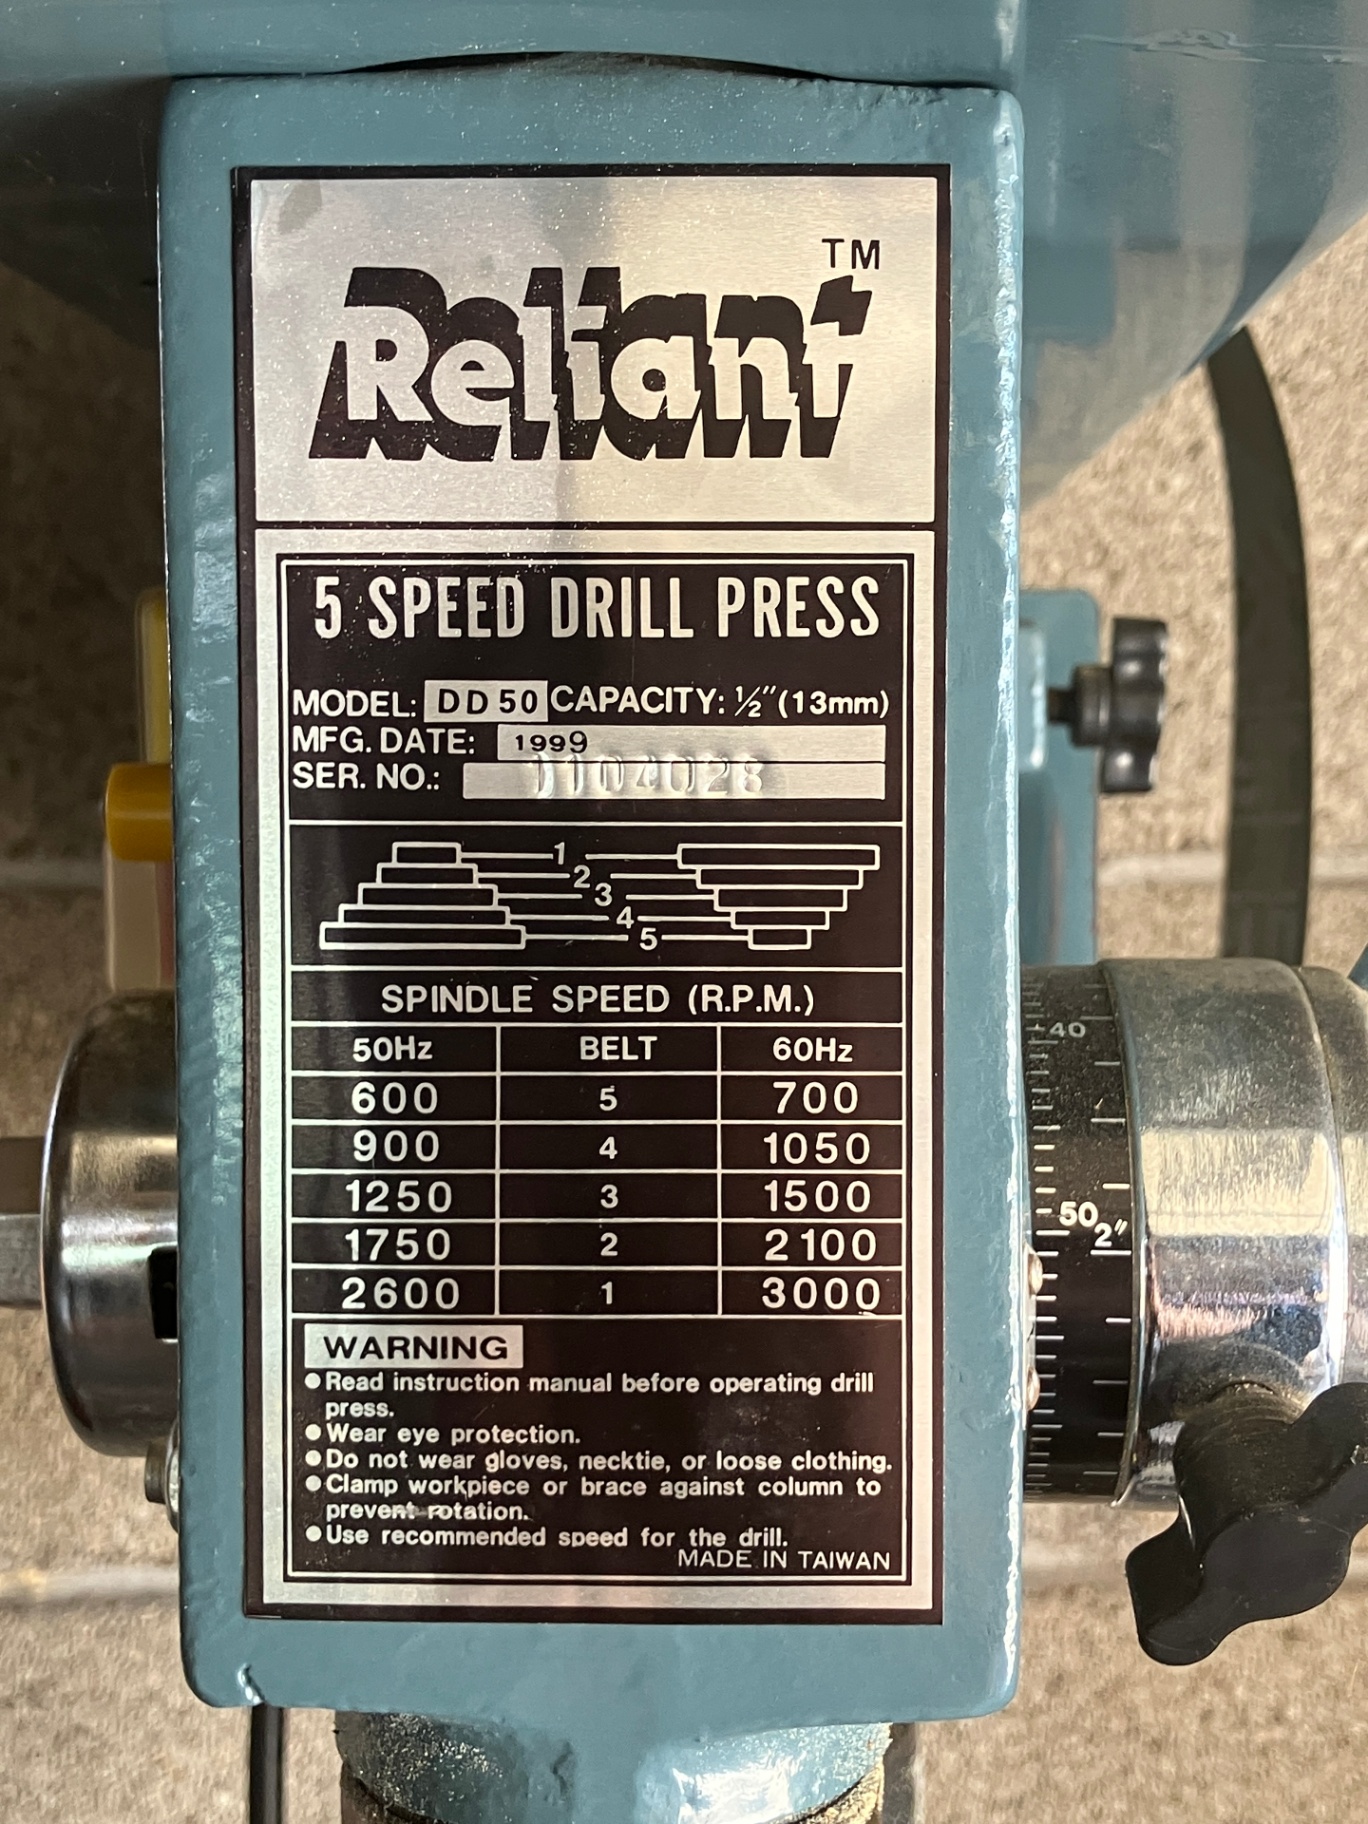 TM
Reliant
5 SPEED DRILL PRESS
MODEL: DD50 CAPACITY: ½" (13mm)
MFG. DATE: 1999
SER. NO.: 1104028
1
2
3
4
5
SPINDLE SPEED (R.P.M.)
50Hz BELT 60Hz
600 5 700
900 4 1050
1250 3 1500
1750 2 2100
2600 1 3000
WARNING
●Read instruction manual before operating drill
press.
●Wear eye protection.
●Do not wear gloves, necktie, or loose clothing.
●Clamp workpiece or brace against column to
prevent rotation.
●Use recommended speed for the drill.
MADE IN TAIWAN
40
50 2"